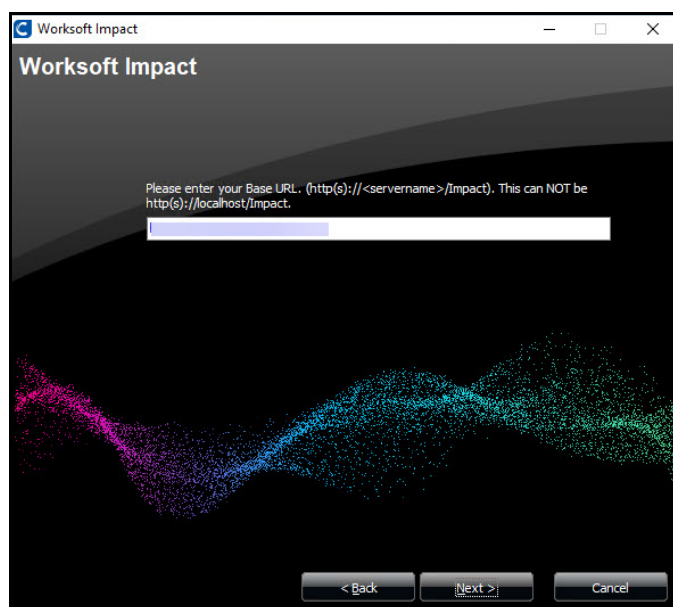 Worksoft Impact
Worksoft Impact
Please enter your Base URL. (http(s)://<servername>/Impact). This can NOT be
http(s)://localhost/Impact.
< Back
Next >
Cancel